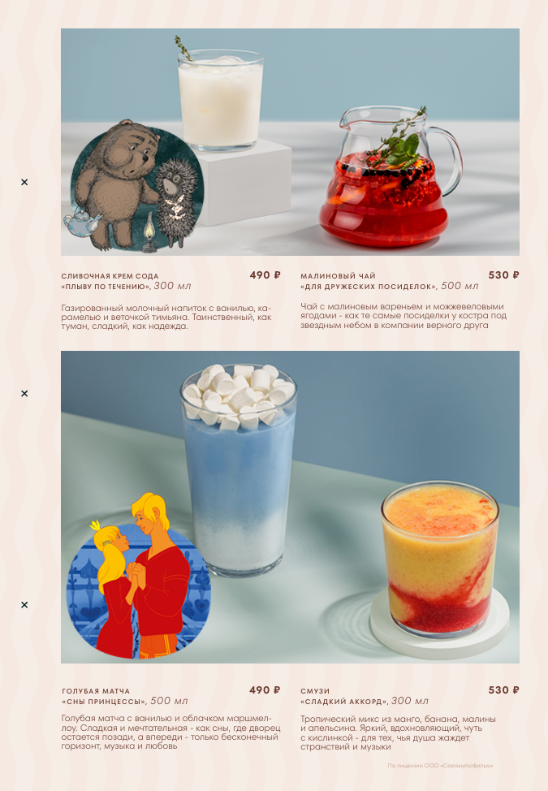 СЛИВОЧНАЯ КРЕМ СОДА 490 ₽
«ПЛЫВУ ПО ТЕЧЕНИЮ», 300 МЛ
Газированный молочный напиток с ванилью, ка-
рамелью и веточкой тимьяна. Таинственный, как
туман, сладкий, как надежда.
МАЛИНОВЫЙ ЧАЙ 530 ₽
«ДЛЯ ДРУЖЕСКИХ ПОСИДЕЛОК», 500 МЛ
Чай с малиновым вареньем и можжевеловыми
ягодами - как те самые посиделки у костра под
звездным небом в компании верного друга
ГОЛУБАЯ МАТЧА 490 ₽
«СНЫ ПРИНЦЕССЫ», 500 МЛ
Голубая матча с ванилью и облачком маршмел-
лоу. Сладкая и мечтательная - как сны, где дворец
остается позади, а впереди - только бесконечный
горизонт, музыка и любовь
СМУЗИ 530 ₽
«СЛАДКИЙ АККОРД», 300 МЛ
Тропический микс из манго, банана, малины
и апельсина. Яркий, вдохновляющий, чуть
с кислинкой - для тех, чья душа жаждет
странствий и музыки
По лицензии ООО «Союзмультфильм»